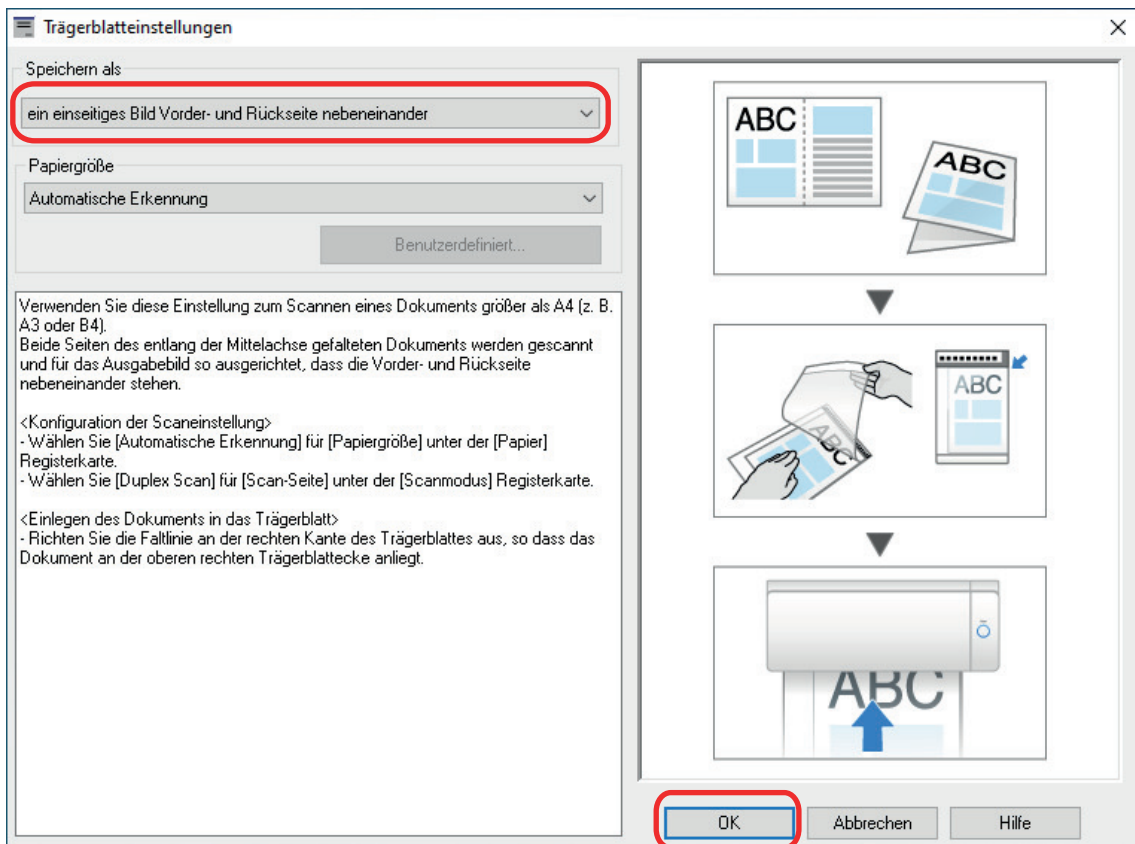 Trägerblatteinstellungen
Speichern als
ein einseitiges Bild Vorder- und Rückseite nebeneinander
Papiergröße
Automatische Erkennung
Benutzerdefiniert...
Verwenden Sie diese Einstellung zum Scannen eines Dokuments größer als A4 (z. B.
A3 oder B4).
Beide Seiten des entlang der Mittelachse gefalteten Dokuments werden gescannt
und für das Ausgabebild so ausgerichtet, dass die Vorder- und Rückseite
nebeneinander stehen.
<Konfiguration der Scaneinstellung>
- Wählen Sie [Automatische Erkennung] für [Papiergröße] unter der [Papier]
Registerkarte.
- Wählen Sie [Duplex Scan] für [Scan-Seite] unter der [Scanmodus] Registerkarte.
<Einlegen des Dokuments in das Trägerblatt>
- Richten Sie die Faltlinie an der rechten Kante des Trägerblattes aus, so dass das
Dokument an der oberen rechten Trägerblattecke anliegt.
ABC
ABC
ABC
ABC
ABC
OK
Abbrechen
Hilfe